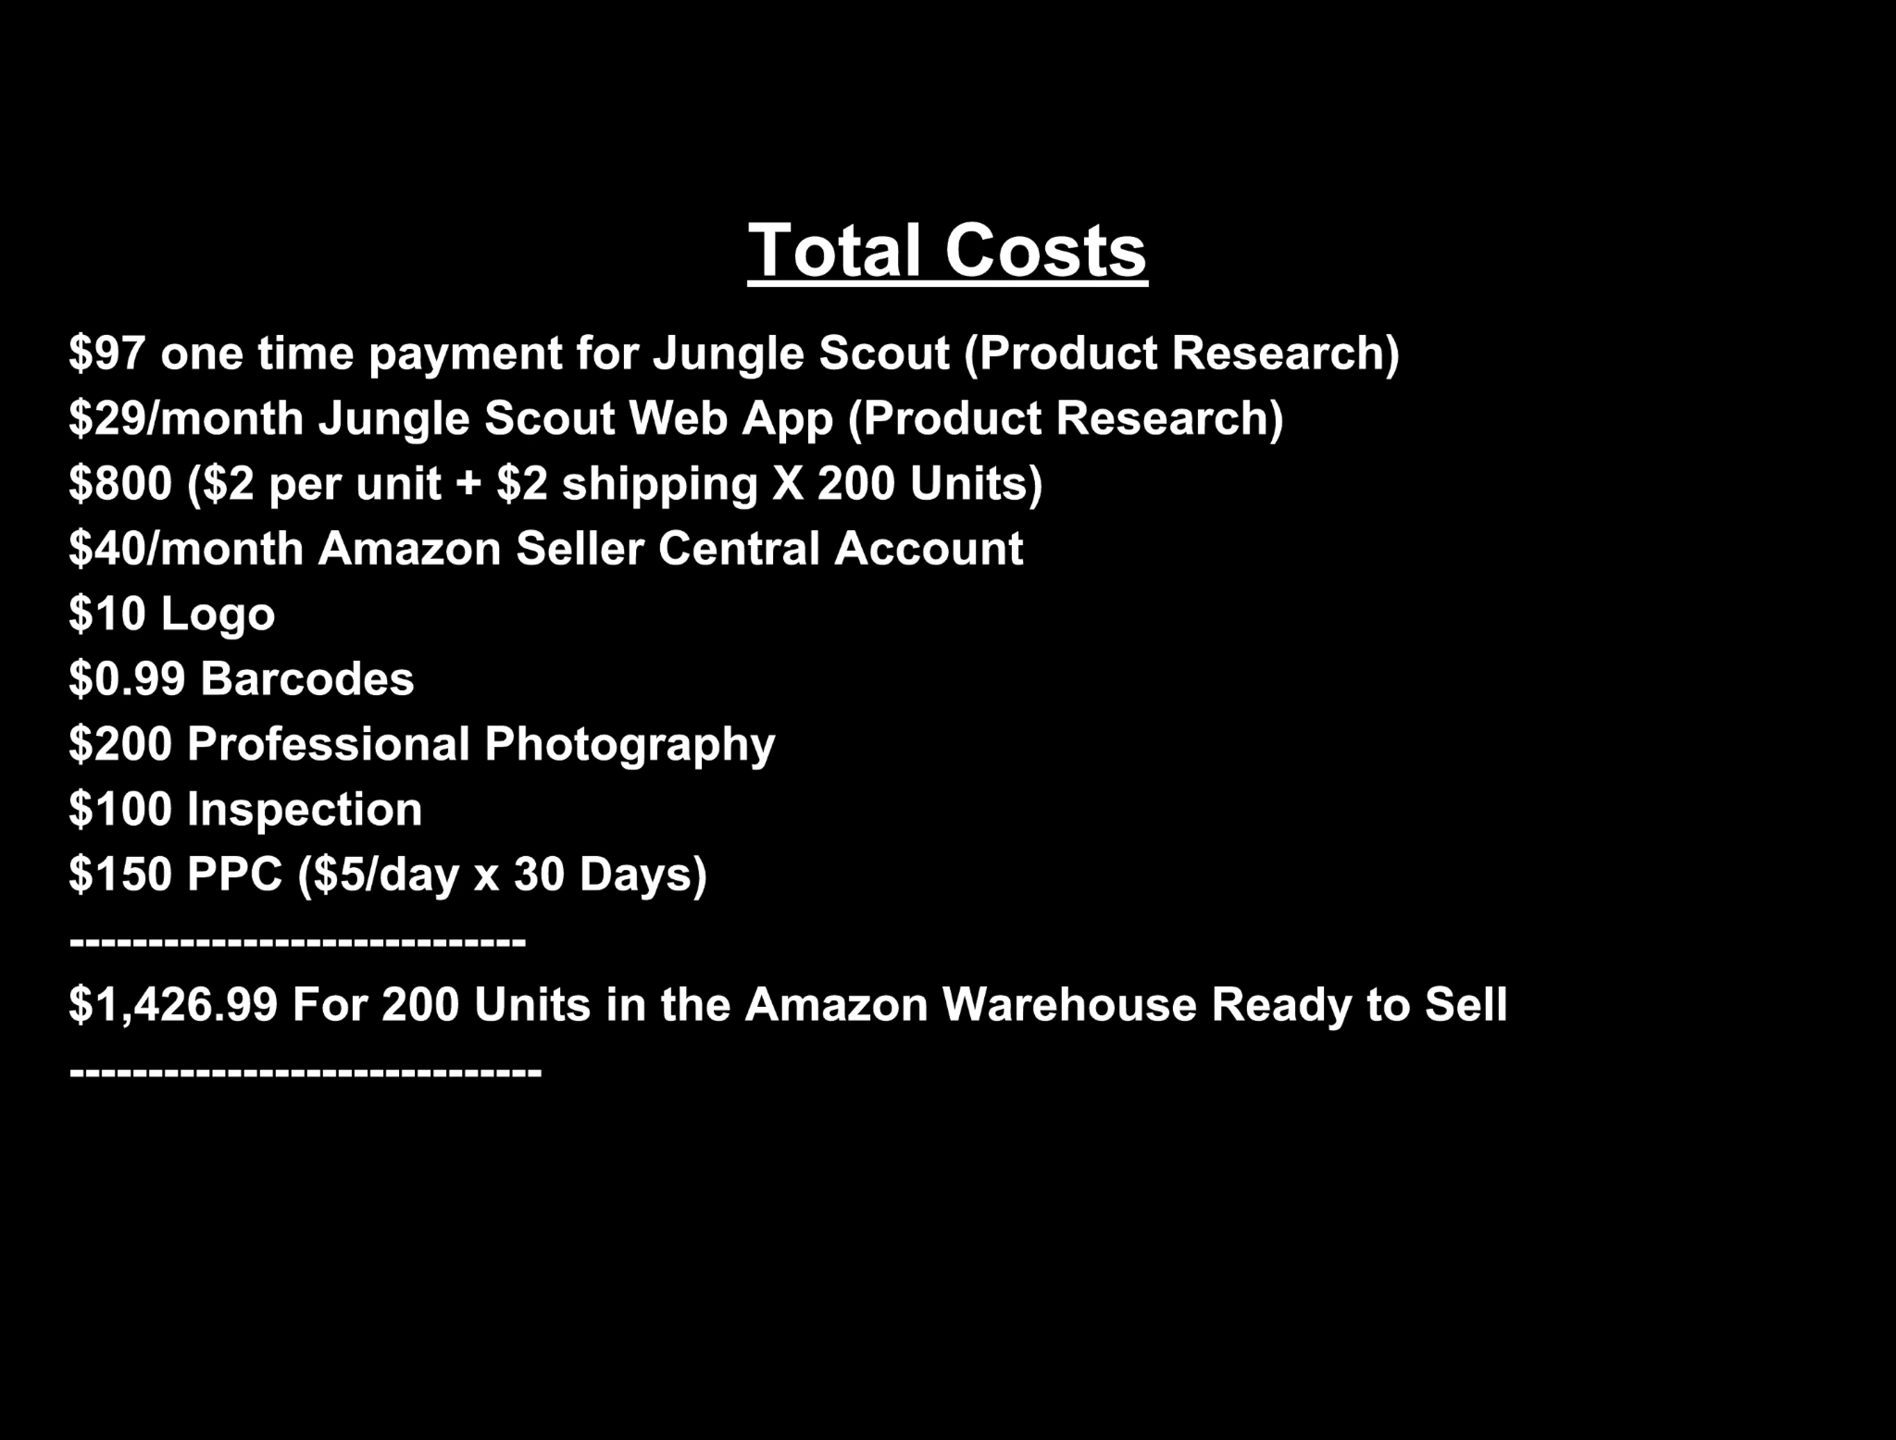 Total Costs
$97 one time payment for Jungle Scout (Product Research)
$29/month Jungle Scout Web App (Product Research)
$800 ($2 per unit + $2 shipping X 200 Units)
$40/month Amazon Seller Central Account
$10 Logo
$0.99 Barcodes
$200 Professional Photography
$100 Inspection
$150 PPC ($5/day x 30 Days)
-----------------------------
$1,426.99 For 200 Units in the Amazon Warehouse Ready to Sell
------------------------------